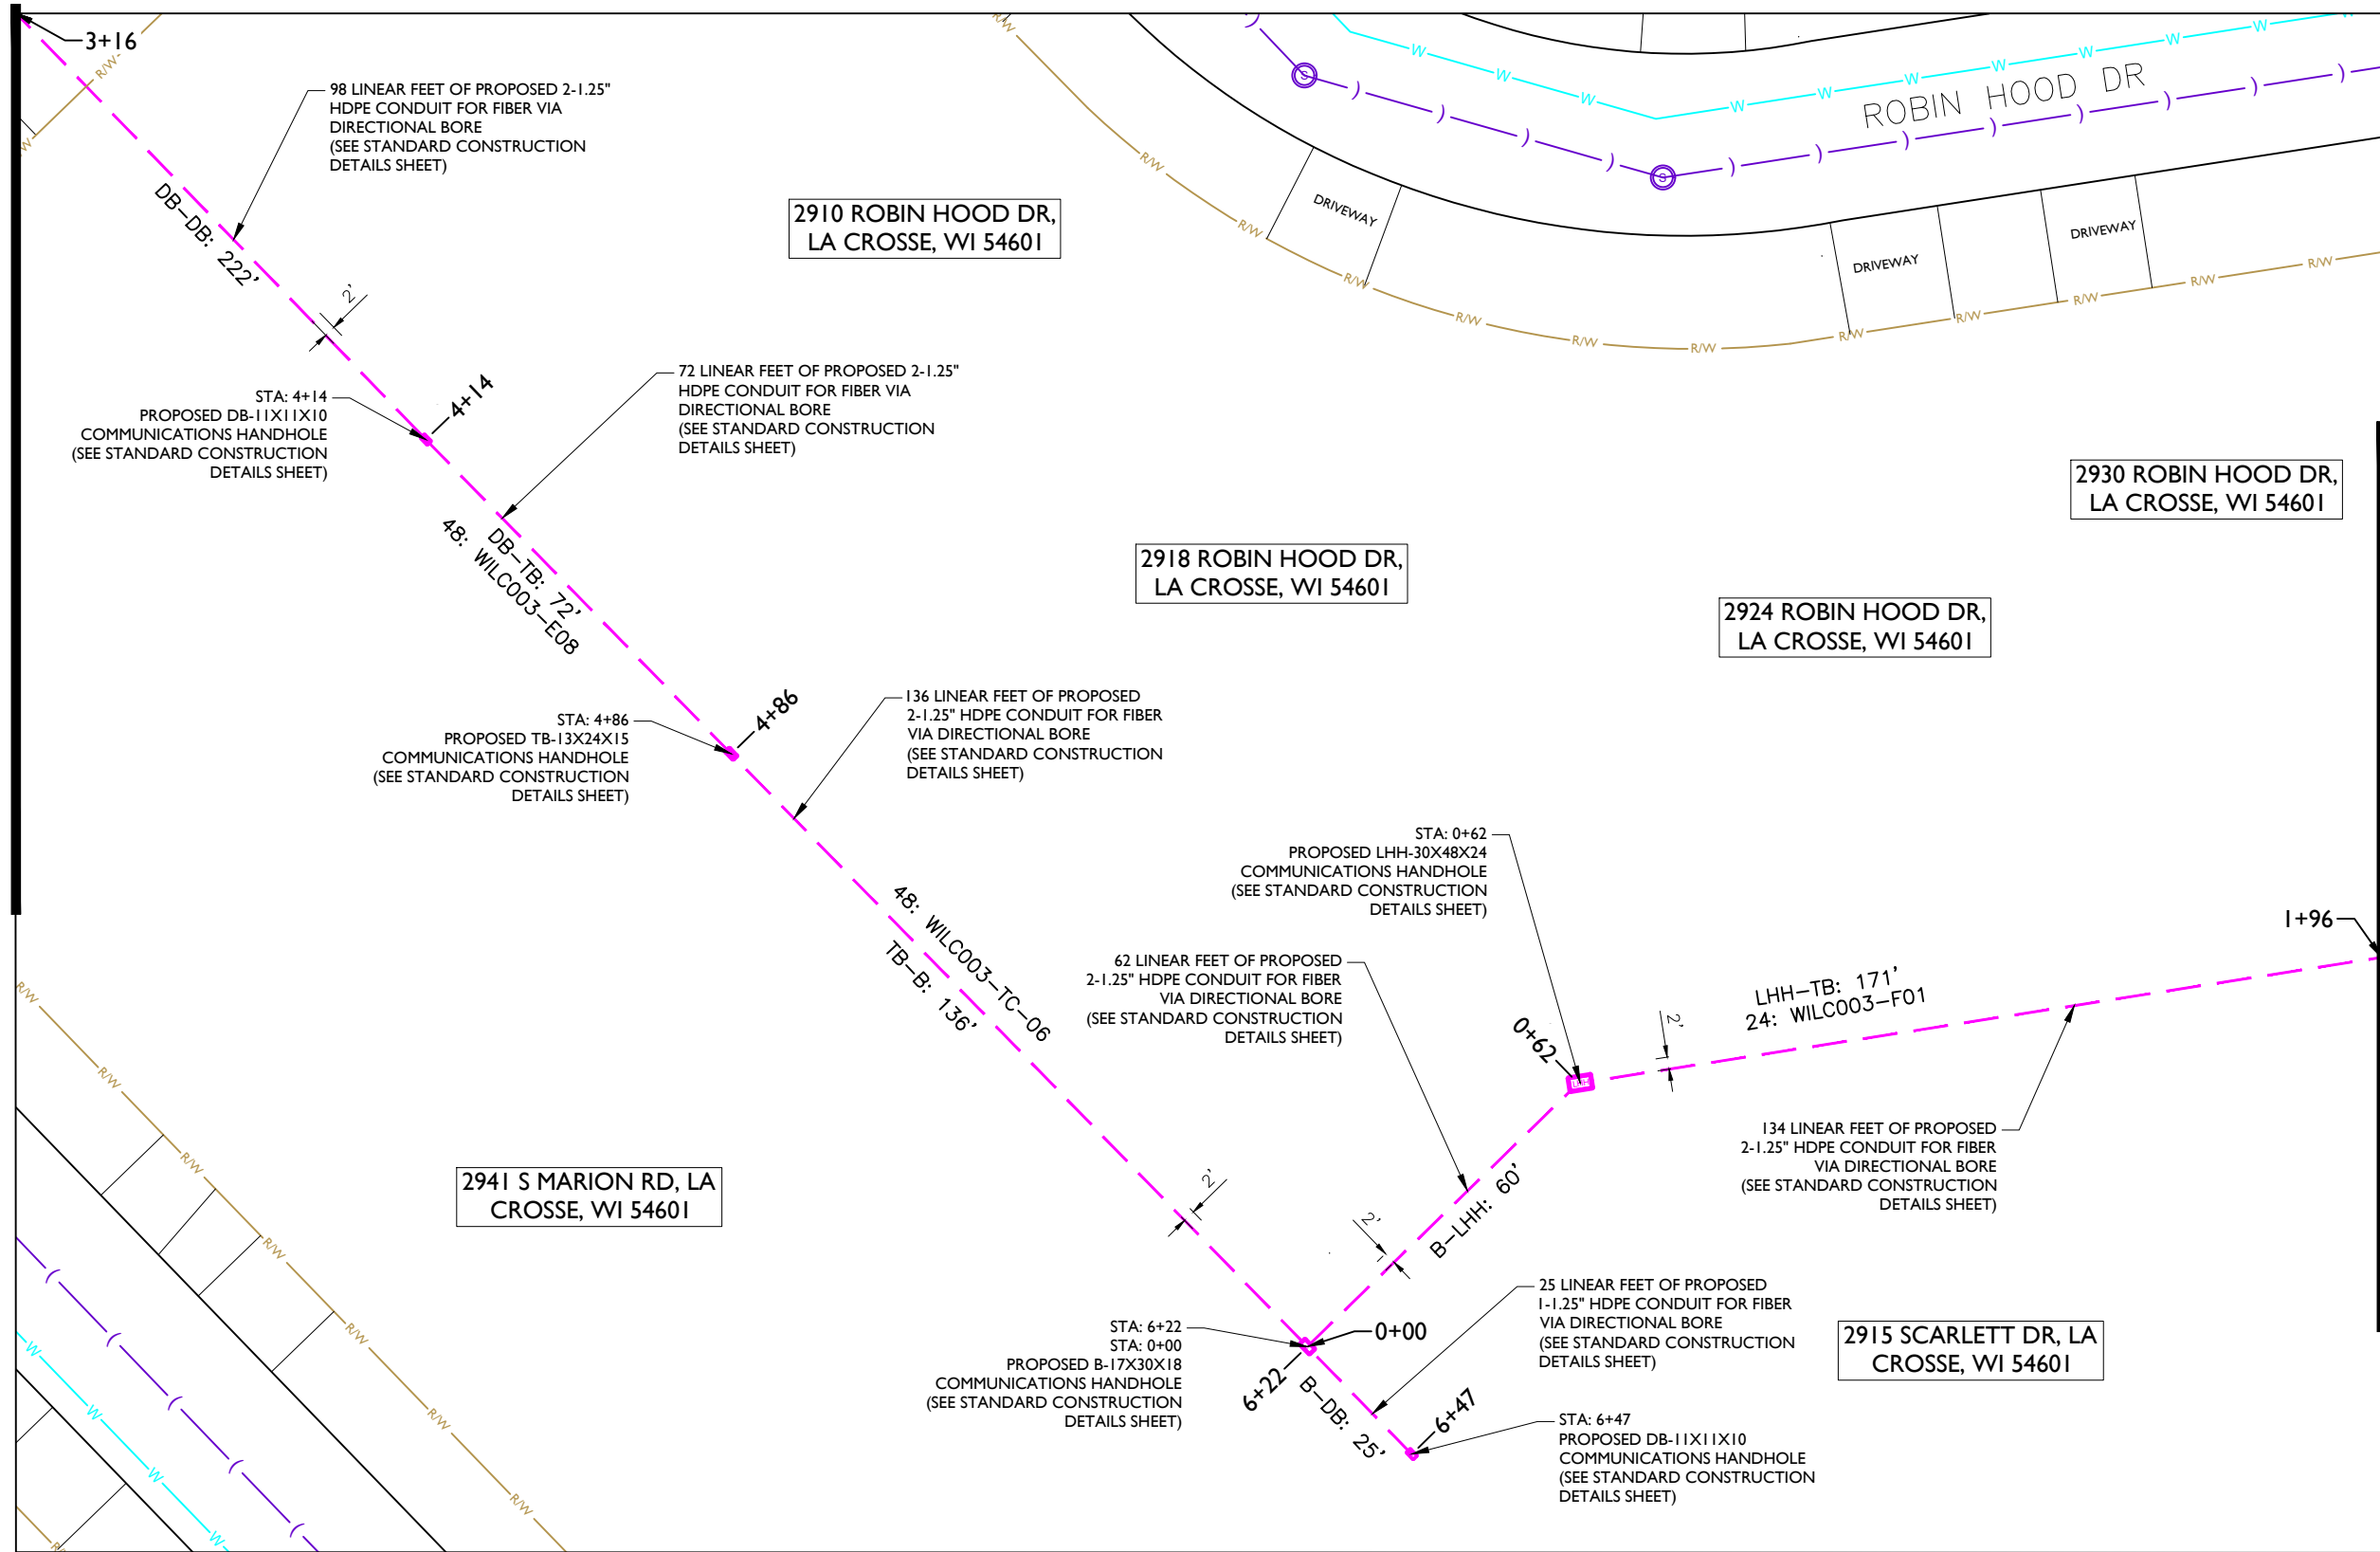 3+16
R/W
R/W
98 LINEAR FEET OF PROPOSED 2-1.25"
HDPE CONDUIT FOR FIBER VIA
DIRECTIONAL BORE
(SEE STANDARD CONSTRUCTION
DETAILS SHEET)
DB-DB: 222'
2'
2910 ROBIN HOOD DR,
LA CROSSE, WI 54601
ROBIN HOOD DR
W W W W W W W W W
S
S
DRIVEWAY
DRIVEWAY
DRIVEWAY
R/W R/W R/W R/W R/W R/W R/W R/W R/W R/W R/W R/W
STA: 4+14
PROPOSED DB-11X11X10
COMMUNICATIONS HANDHOLE
(SEE STANDARD CONSTRUCTION
DETAILS SHEET)
4+14
72 LINEAR FEET OF PROPOSED 2-1.25"
HDPE CONDUIT FOR FIBER VIA
DIRECTIONAL BORE
(SEE STANDARD CONSTRUCTION
DETAILS SHEET)
DB-TB: 72'
48: WILC003-E08
2930 ROBIN HOOD DR,
LA CROSSE, WI 54601
2918 ROBIN HOOD DR,
LA CROSSE, WI 54601
2924 ROBIN HOOD DR,
LA CROSSE, WI 54601
STA: 4+86
PROPOSED TB-13X24X15
COMMUNICATIONS HANDHOLE
(SEE STANDARD CONSTRUCTION
DETAILS SHEET)
4+86
136 LINEAR FEET OF PROPOSED
2-1.25" HDPE CONDUIT FOR FIBER
VIA DIRECTIONAL BORE
(SEE STANDARD CONSTRUCTION
DETAILS SHEET)
48: WILC003-TC-06
TB-B: 136'
STA: 0+62
PROPOSED LHH-30X48X24
COMMUNICATIONS HANDHOLE
(SEE STANDARD CONSTRUCTION
DETAILS SHEET)
62 LINEAR FEET OF PROPOSED
2-1.25" HDPE CONDUIT FOR FIBER
VIA DIRECTIONAL BORE
(SEE STANDARD CONSTRUCTION
DETAILS SHEET)
0+62
LHH
2'
LHH-TB: 171'
24: WILC003-F01
1+96
134 LINEAR FEET OF PROPOSED
2-1.25" HDPE CONDUIT FOR FIBER
VIA DIRECTIONAL BORE
(SEE STANDARD CONSTRUCTION
DETAILS SHEET)
2941 S MARION RD, LA
CROSSE, WI 54601
2'
2'
B-LHH: 60'
25 LINEAR FEET OF PROPOSED
1-1.25" HDPE CONDUIT FOR FIBER
VIA DIRECTIONAL BORE
(SEE STANDARD CONSTRUCTION
DETAILS SHEET)
2915 SCARLETT DR, LA
CROSSE, WI 54601
STA: 6+22
STA: 0+00
PROPOSED B-17X30X18
COMMUNICATIONS HANDHOLE
(SEE STANDARD CONSTRUCTION
DETAILS SHEET)
0+00
6+22
B-DB: 25'
6+47
STA: 6+47
PROPOSED DB-11X11X10
COMMUNICATIONS HANDHOLE
(SEE STANDARD CONSTRUCTION
DETAILS SHEET)
R/W R/W R/W R/W R/W R/W R/W
W W W W
R/W